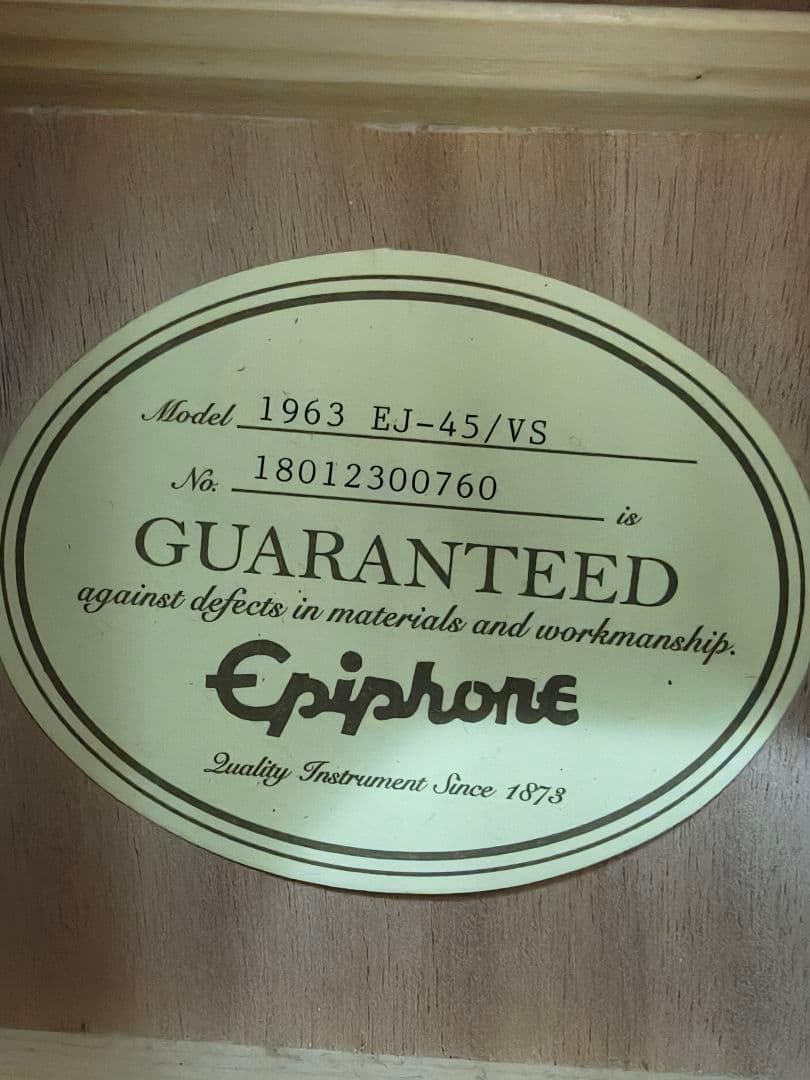 Model 1963 EJ-45/VS
No. 18012300760 is
GUARANTEED
against defects in materials and workmanship.
Epiphone
Quality Instrument Since 1873